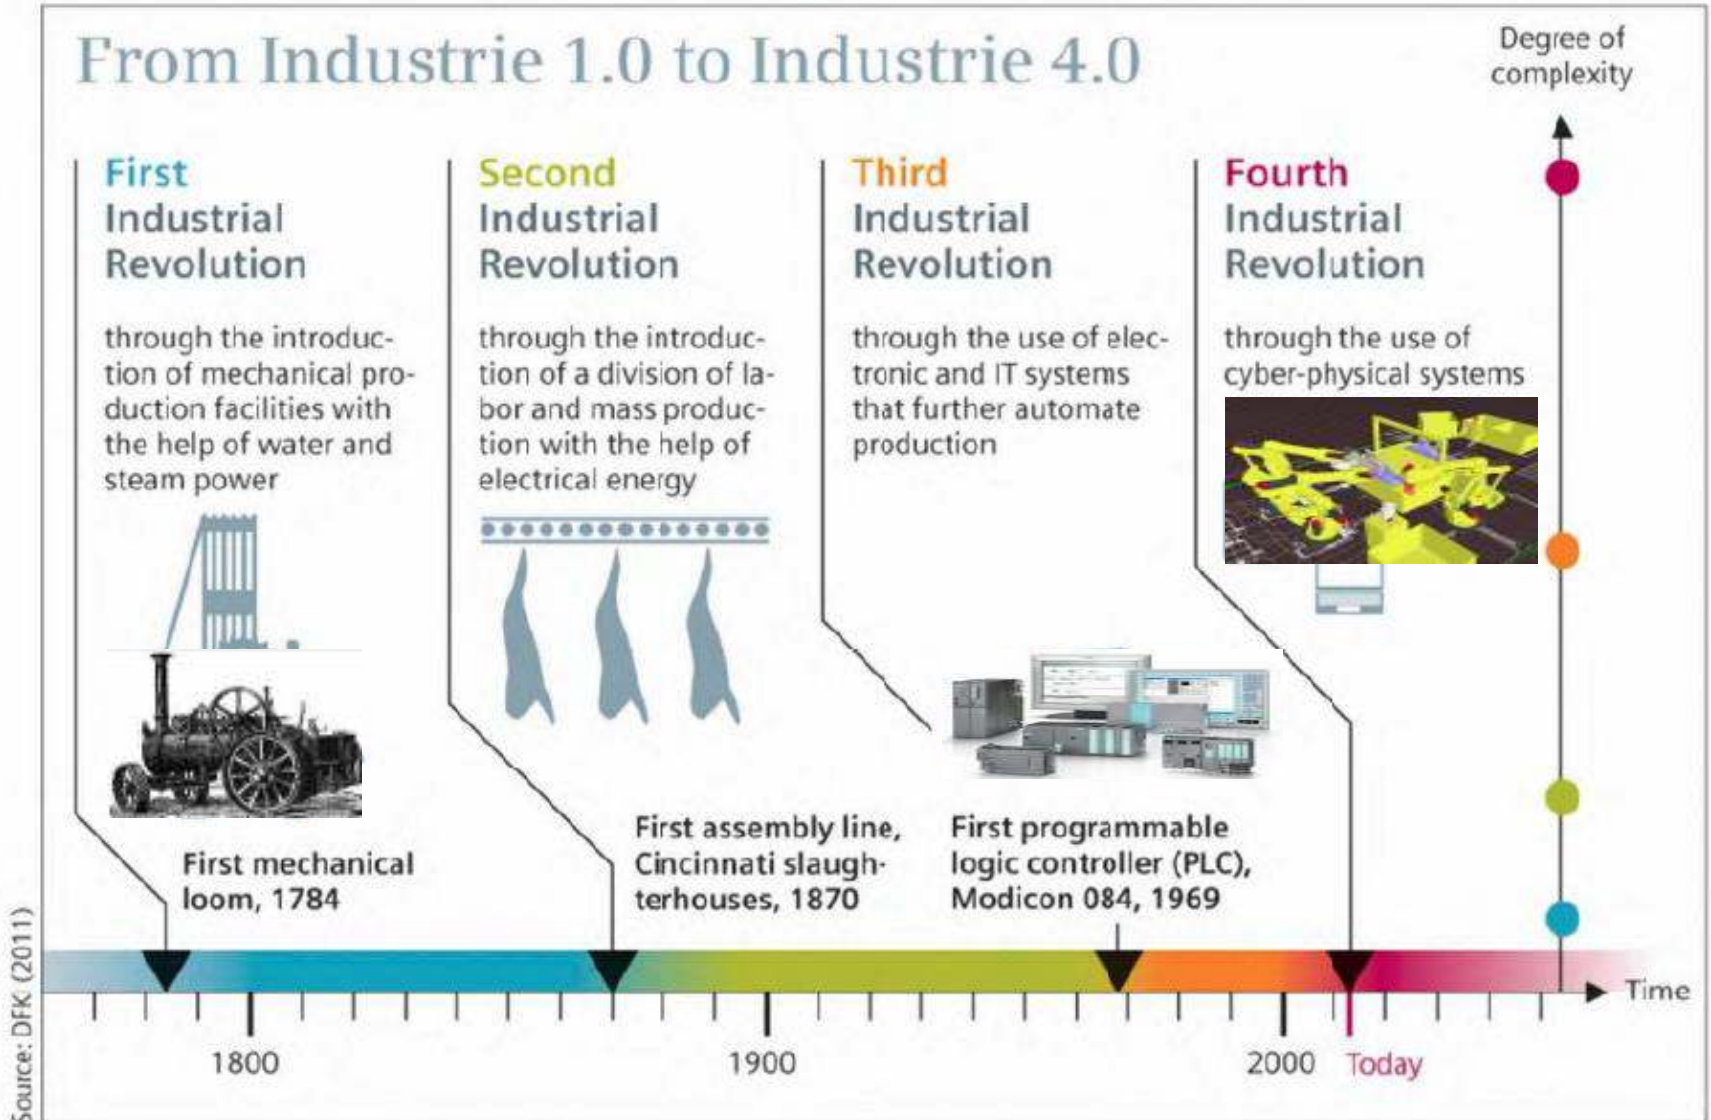 From Industrie 1.0 to Industrie 4.0
Degree of
complexity
First
Industrial
Revolution
through the introduc-
tion of mechanical pro-
duction facilities with
the help of water and
steam power
First mechanical
loom, 1784
Second
Industrial
Revolution
through the introduc-
tion of a division of la-
bor and mass produc-
tion with the help of
electrical energy
First assembly line,
Cincinnati slaugh-
terhouses, 1870
Third
Industrial
Revolution
through the use of elec-
tronic and IT systems
that further automate
production
First programmable
logic controller (PLC),
Modicon 084, 1969
Fourth
Industrial
Revolution
through the use of
cyber-physical systems
Time
1800
1900
2000
Today
Source: DFKI (2011)